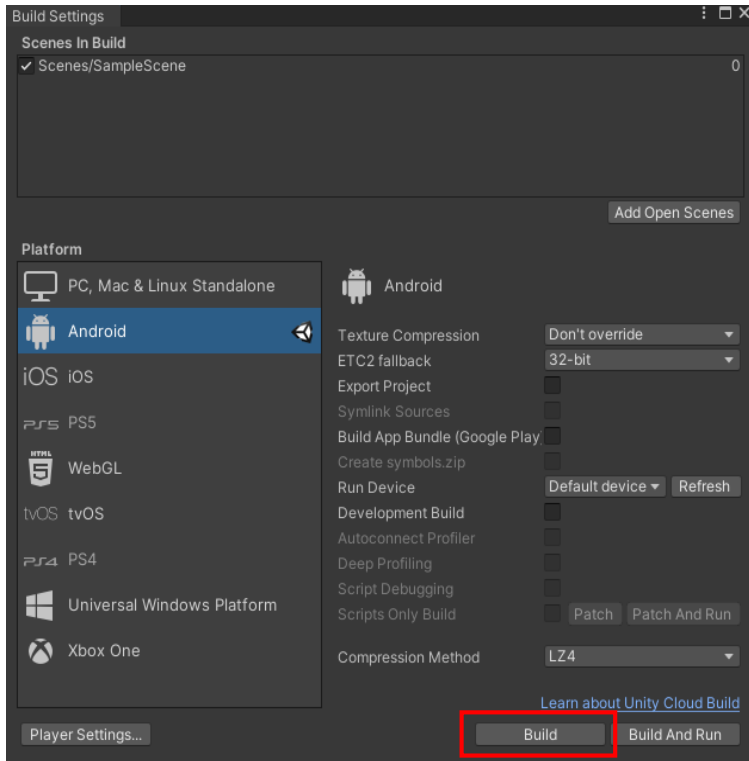 Build Settings
Scenes In Build
Scenes/SampleScene 0
Add Open Scenes
Platform
PC, Mac & Linux Standalone
Android
iOS iOS
PS5 PS5
HTML 5 WebGL
tvOS tvOS
PS4 PS4
Universal Windows Platform
Xbox One
Android
Texture Compression Don't override
ETC2 fallback 32-bit
Export Project
Symlink Sources
Build App Bundle (Google Play
Create symbols.zip
Run Device Default device Refresh
Development Build
Autoconnect Profiler
Deep Profiling
Script Debugging
Scripts Only Build Patch Patch And Run
Compression Method LZ4
Learn about Unity Cloud Build
Player Settings... Build Build And Run